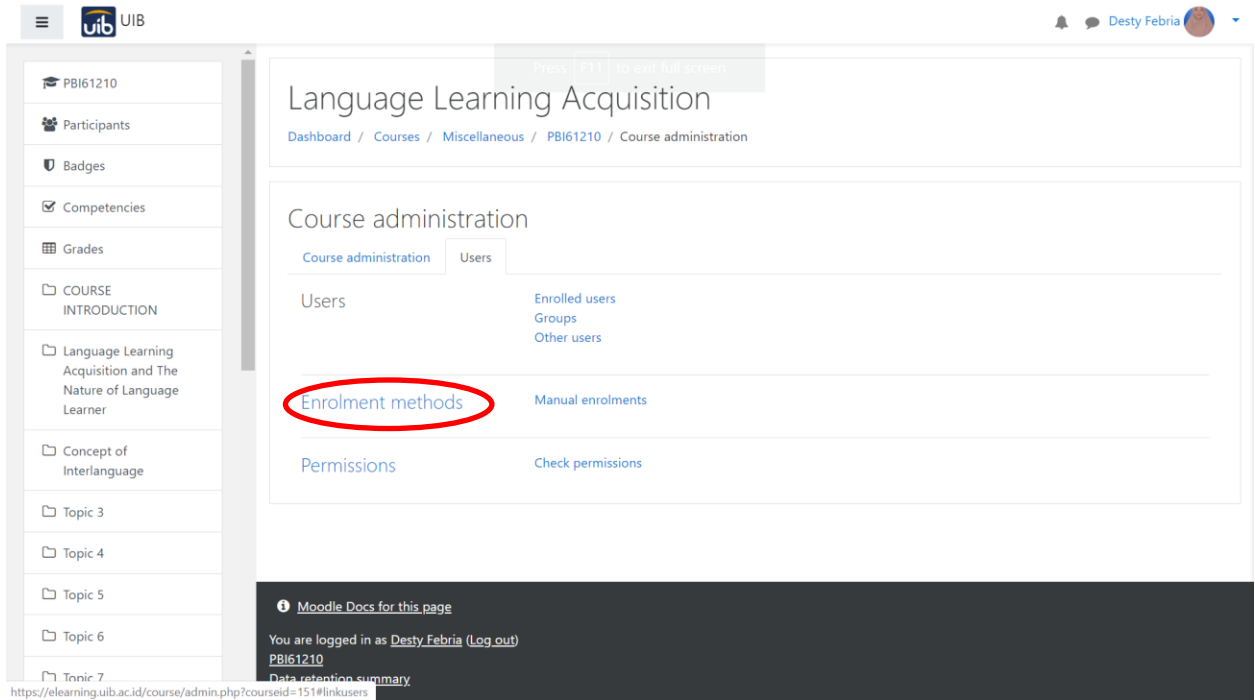 uib UIB
Desty Febria
PBI61210
Participants
Badges
Competencies
Grades
COURSE
INTRODUCTION
Language Learning
Acquisition and The
Nature of Language
Learner
Concept of
Interlanguage
Topic 3
Topic 4
Topic 5
Topic 6
Topic 7
Press F11 to exit full screen
Language Learning Acquisition
Dashboard / Courses / Miscellaneous / PBI61210 / Course administration
Course administration
Course administration Users
Users
Enrolled users
Groups
Other users
Enrolment methods Manual enrolments
Permissions Check permissions
Moodle Docs for this page
You are logged in as Desty Febria (Log out)
PBI61210
Data retention summary
https://elearning.uib.ac.id/course/admin.php?courseid=151#linkusers